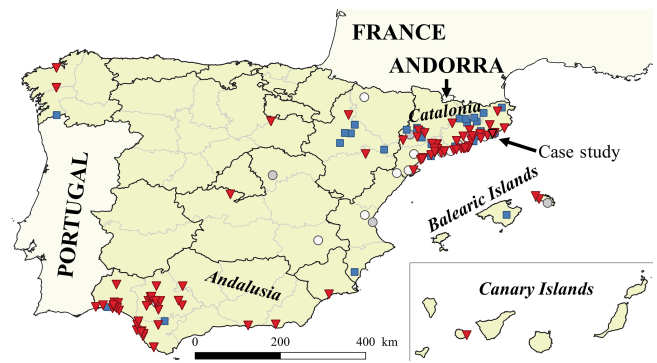 FRANCE
ANDORRA
Catalonia
Case study
PORTUGAL
Balearic Islands
Andalusia
Canary Islands
0 200 400 km